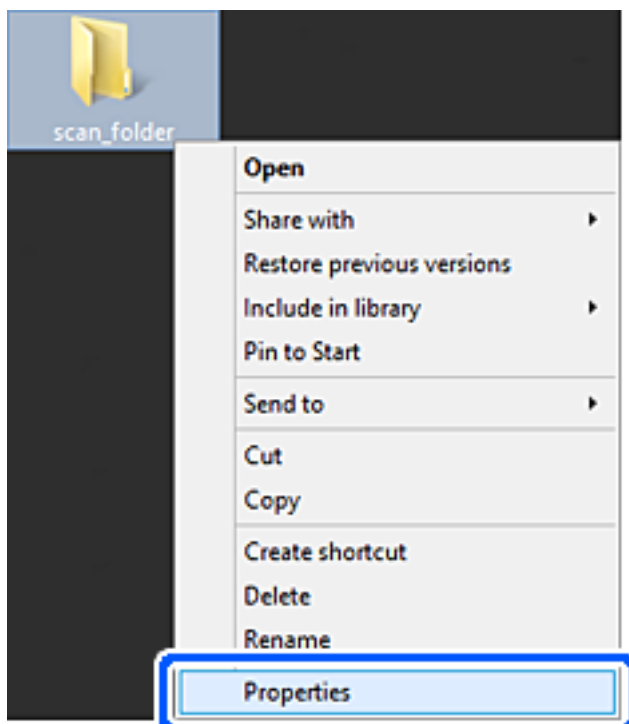 scan_folder
Open
Share with
Restore previous versions
Include in library
Pin to Start
Send to
Cut
Copy
Create shortcut
Delete
Rename
Properties